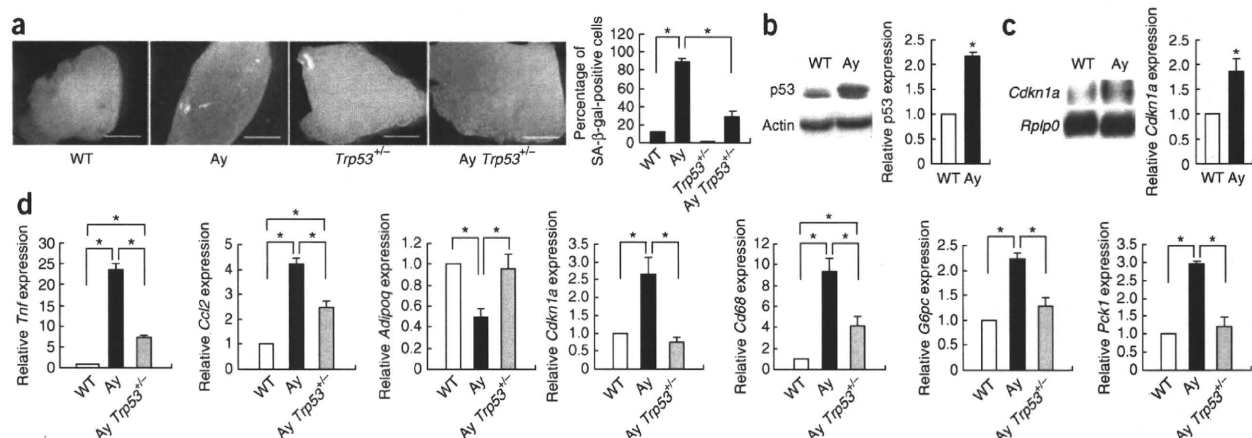 a
WT
Ay
Trp53+/−
Ay Trp53+/−
Percentage of
SA-β-gal-positive cells
120
100
80
60
40
20
0
*
*
WT
Ay
Trp53+/−
Ay Trp53+/−
b
WT Ay
p53
Actin
Relative p53 expression
2.5
2.0
1.5
1.0
0.5
0
*
WT Ay
c
WT Ay
Cdkn1a
Rplp0
Relative Cdkn1a expression
2.5
2.0
1.5
1.0
0.5
0
*
WT Ay
d
Relative Tnf expression
30
25
20
15
10
5
0
*
* *
WT
Ay
Ay Trp53+/−
Relative Ccl2 expression
5
4
3
2
1
0
*
* *
WT
Ay
Ay Trp53+/−
Relative Adipoq expression
1.2
1.0
0.8
0.6
0.4
0.2
0
* *
WT
Ay
Ay Trp53+/−
Relative Cdkn1a expression
3.5
3.0
2.5
2.0
1.5
1.0
0.5
0
* *
WT
Ay
Ay Trp53+/−
Relative Cd68 expression
12
10
8
6
4
2
0
*
* *
WT
Ay
Ay Trp53+/−
Relative G6pc expression
2.5
2.0
1.5
1.0
0.5
0
* *
WT
Ay
Ay Trp53+/−
Relative Pck1 expression
3.5
3.0
2.5
2.0
1.5
1.0
0.5
0
* *
WT
Ay
Ay Trp53+/−